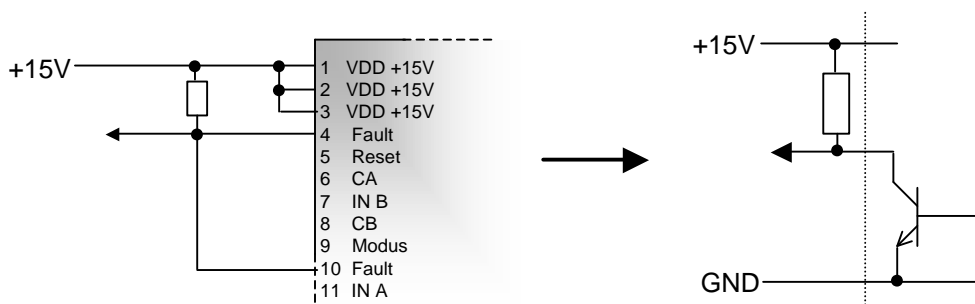 +15V
1 VDD +15V
2 VDD +15V
3 VDD +15V
4 Fault
5 Reset
6 CA
7 IN B
8 CB
9 Modus
10 Fault
11 IN A
+15V
GND